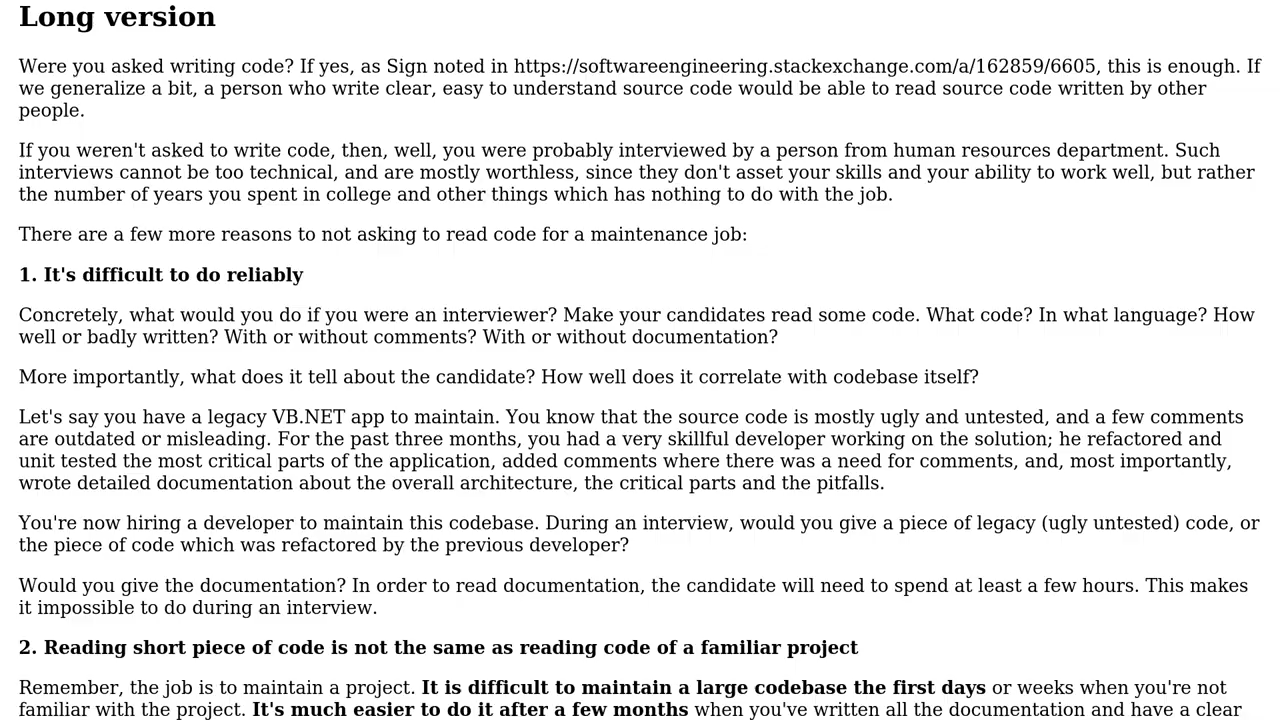 Long version
Were you asked writing code? If yes, as Sign noted in https://softwareengineering.stackexchange.com/a/162859/6605, this is enough. If
we generalize a bit, a person who write clear, easy to understand source code would be able to read source code written by other
people.
If you weren't asked to write code, then, well, you were probably interviewed by a person from human resources department. Such
interviews cannot be too technical, and are mostly worthless, since they don't asset your skills and your ability to work well, but rather
the number of years you spent in college and other things which has nothing to do with the job.
There are a few more reasons to not asking to read code for a maintenance job:
1. It's difficult to do reliably
Concretely, what would you do if you were an interviewer? Make your candidates read some code. What code? In what language? How
well or badly written? With or without comments? With or without documentation?
More importantly, what does it tell about the candidate? How well does it correlate with codebase itself?
Let's say you have a legacy VB.NET app to maintain. You know that the source code is mostly ugly and untested, and a few comments
are outdated or misleading. For the past three months, you had a very skillful developer working on the solution; he refactored and
unit tested the most critical parts of the application, added comments where there was a need for comments, and, most importantly,
wrote detailed documentation about the overall architecture, the critical parts and the pitfalls.
You're now hiring a developer to maintain this codebase. During an interview, would you give a piece of legacy (ugly untested) code, or
the piece of code which was refactored by the previous developer?
Would you give the documentation? In order to read documentation, the candidate will need to spend at least a few hours. This makes
it impossible to do during an interview.
2. Reading short piece of code is not the same as reading code of a familiar project
Remember, the job is to maintain a project. It is difficult to maintain a large codebase the first days or weeks when you're not
familiar with the project. It's much easier to do it after a few months when you've written all the documentation and have a clear